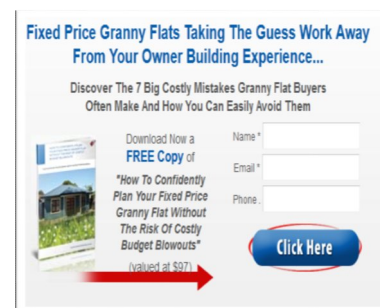 Fixed Price Granny Flats Taking The Guess Work Away
From Your Owner Building Experience...
Discover The 7 Big Costly Mistakes Granny Flat Buyers
Often Make And How You Can Easily Avoid Them
Download Now a
FREE Copy of
"How To Confidently
Plan Your Fixed Price
Granny Flat Without
The Risk Of Costly
Budget Blowouts"
(valued at $97)
Name *
Email *
Phone .
Click Here